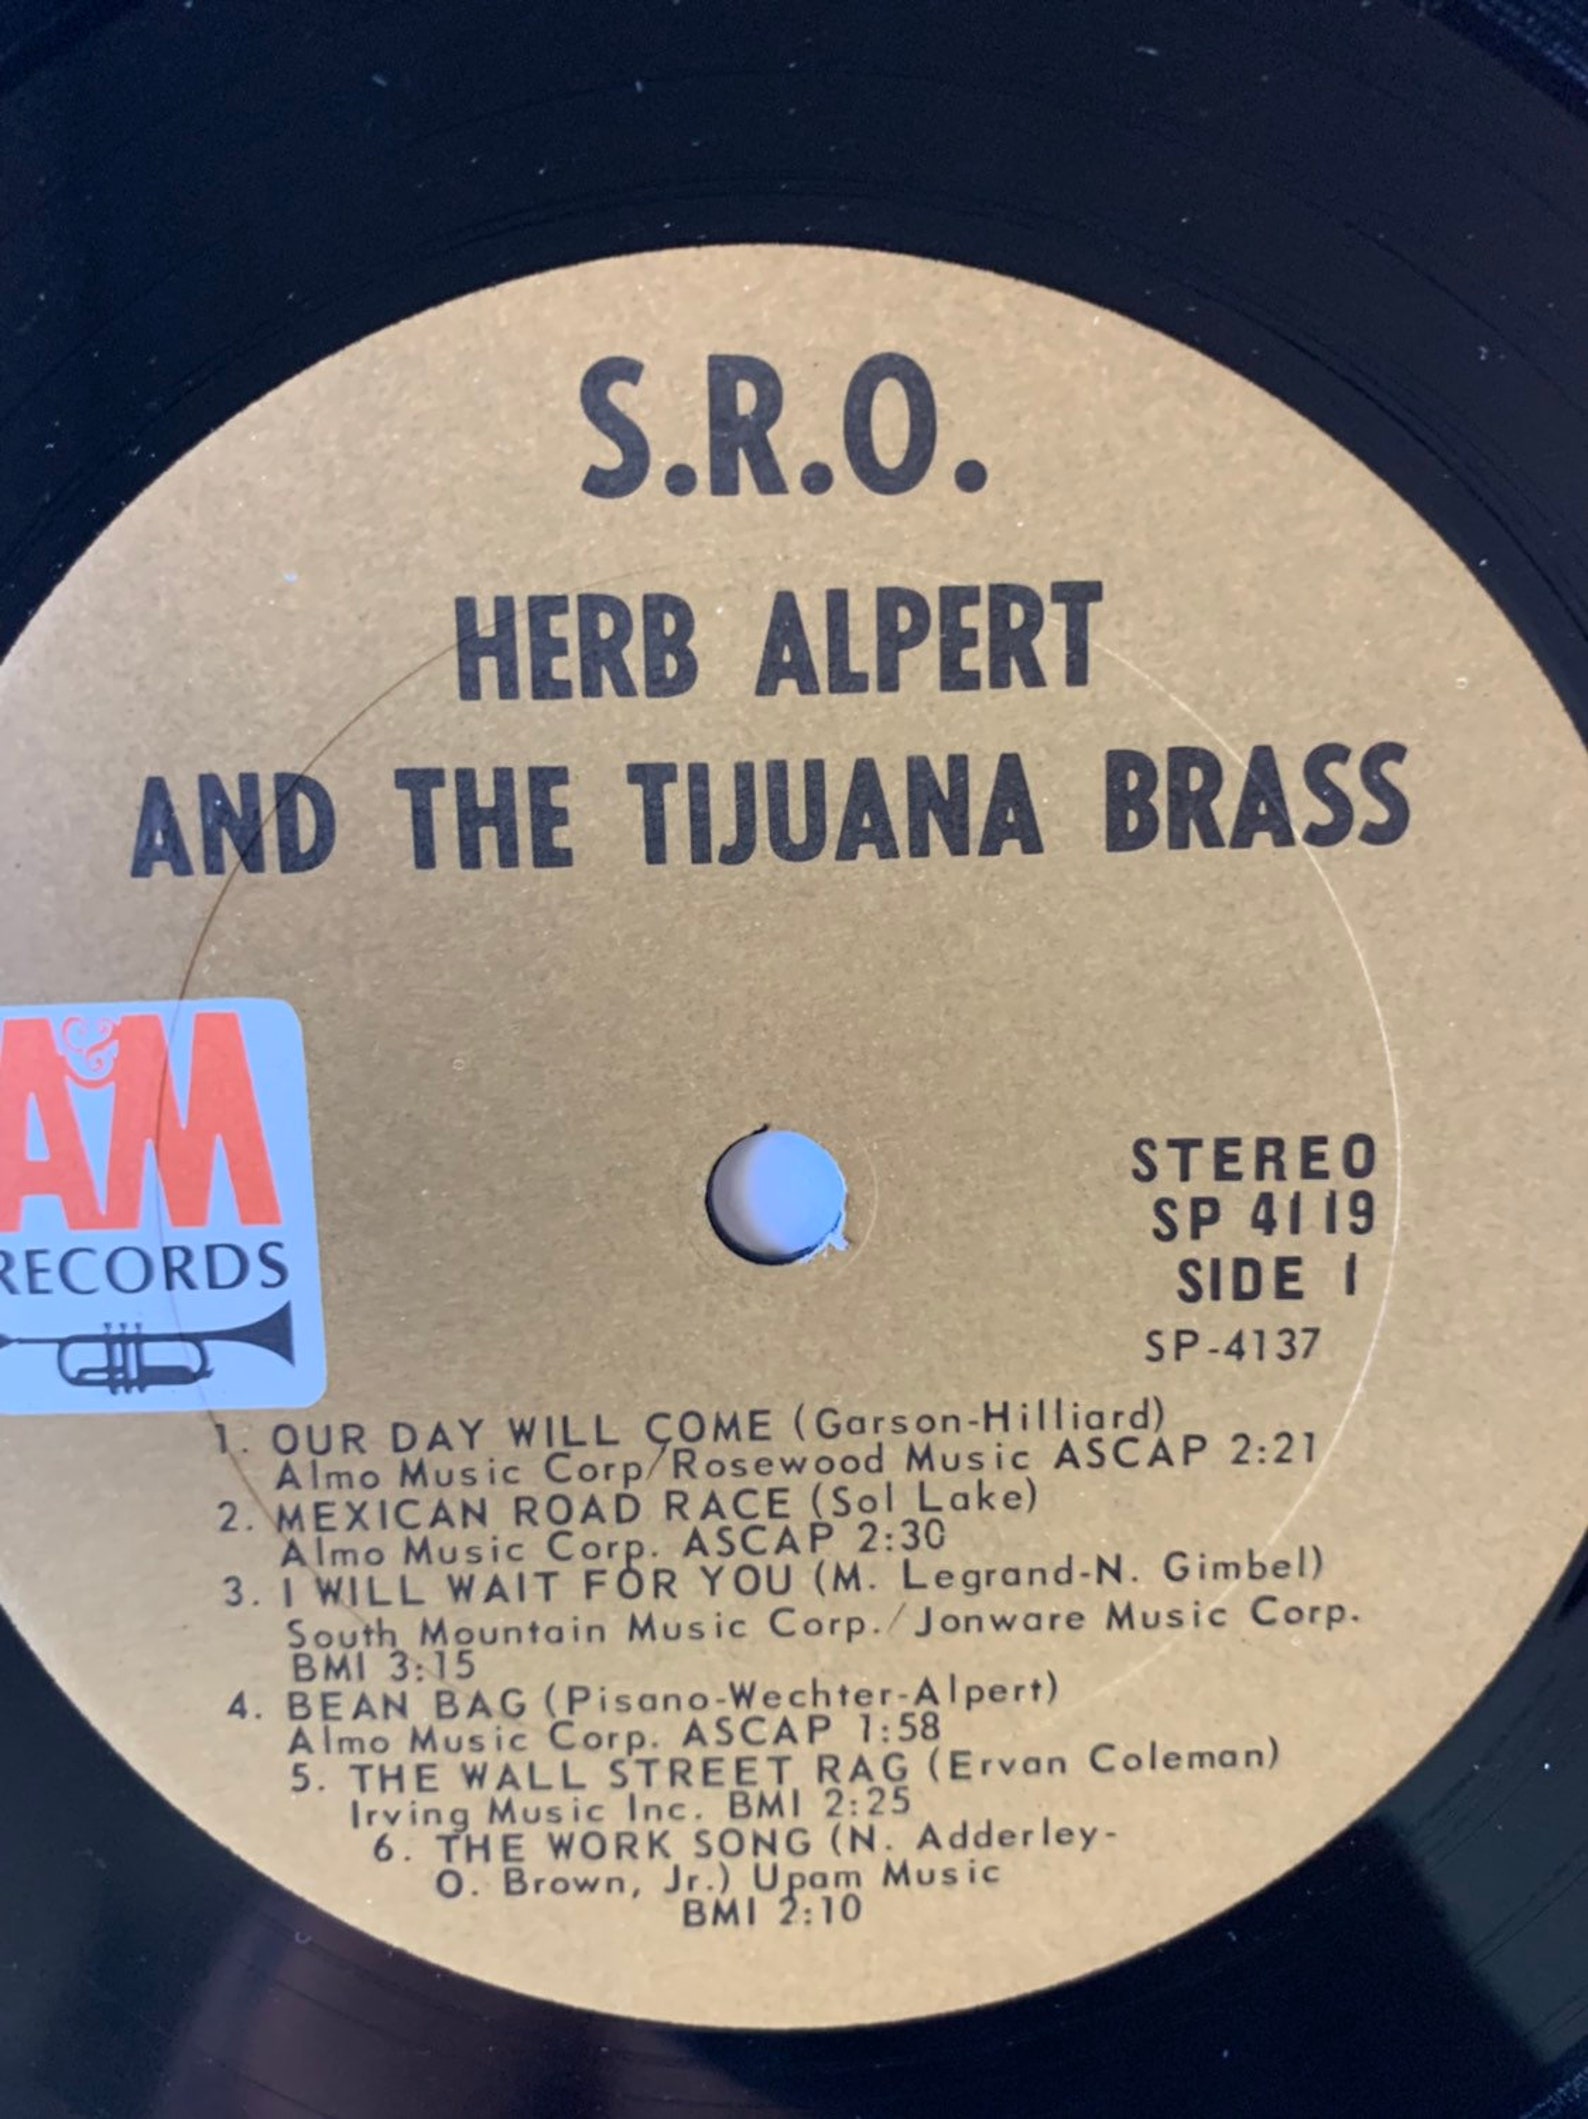 S.R.O.
HERB ALPERT
AND THE TIJUANA BRASS
A&M
RECORDS
STEREO
SP 4119
SIDE 1
SP-4137
1. OUR DAY WILL COME (Garson-Hilliard)
Almo Music Corp/Rosewood Music ASCAP 2:21
2. MEXICAN ROAD RACE (Sol Lake)
Almo Music Corp. ASCAP 2:30
3. I WILL WAIT FOR YOU (M. Legrand-N. Gimbel)
South Mountain Music Corp./Jonware Music Corp.
BMI 3:15
4. BEAN BAG (Pisano-Wechter-Alpert)
Almo Music Corp. ASCAP 1:58
5. THE WALL STREET RAG (Ervan Coleman)
Irving Music Inc. BMI 2:25
6. THE WORK SONG (N. Adderley-
O. Brown, Jr.) Upam Music
BMI 2:10